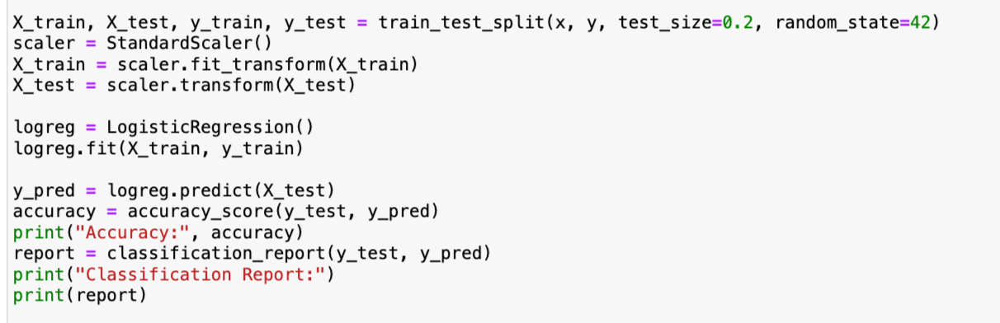 X_train, X_test, y_train, y_test = train_test_split(x, y, test_size=0.2, random_state=42)
scaler = StandardScaler()
X_train = scaler.fit_transform(X_train)
X_test = scaler.transform(X_test)
logreg = LogisticRegression()
logreg.fit(X_train, y_train)
y_pred = logreg.predict(X_test)
accuracy = accuracy_score(y_test, y_pred)
print("Accuracy:", accuracy)
report = classification_report(y_test, y_pred)
print("Classification Report:")
print(report)